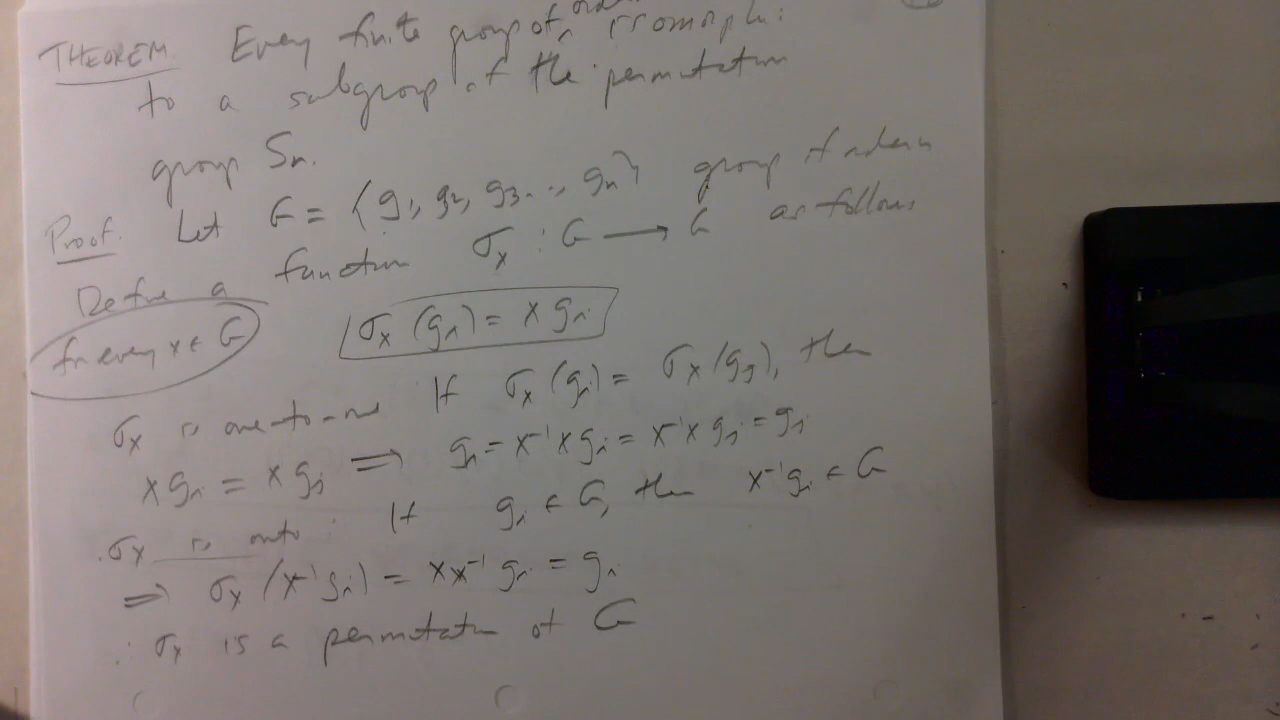 THEOREM. Every finite group of order isomorphi
to a subgroup of the permutation
group Sn.
Proof. Let G = {g1, g2, g3..., gn} group of order n
Define a function σx : G → G as follows
for every x ∈ G σx (gi) = x gi
σx is one-to-one If σx (gi) = σx (gj), then
x gi = x gj ⟹ gi = x⁻¹ x gi = x⁻¹ x gj = gj
σx is onto: If gi ∈ G, then x⁻¹ gi ∈ G
⟹ σx (x⁻¹ gi) = x x⁻¹ gi = gi
∴ σx is a permutation of G